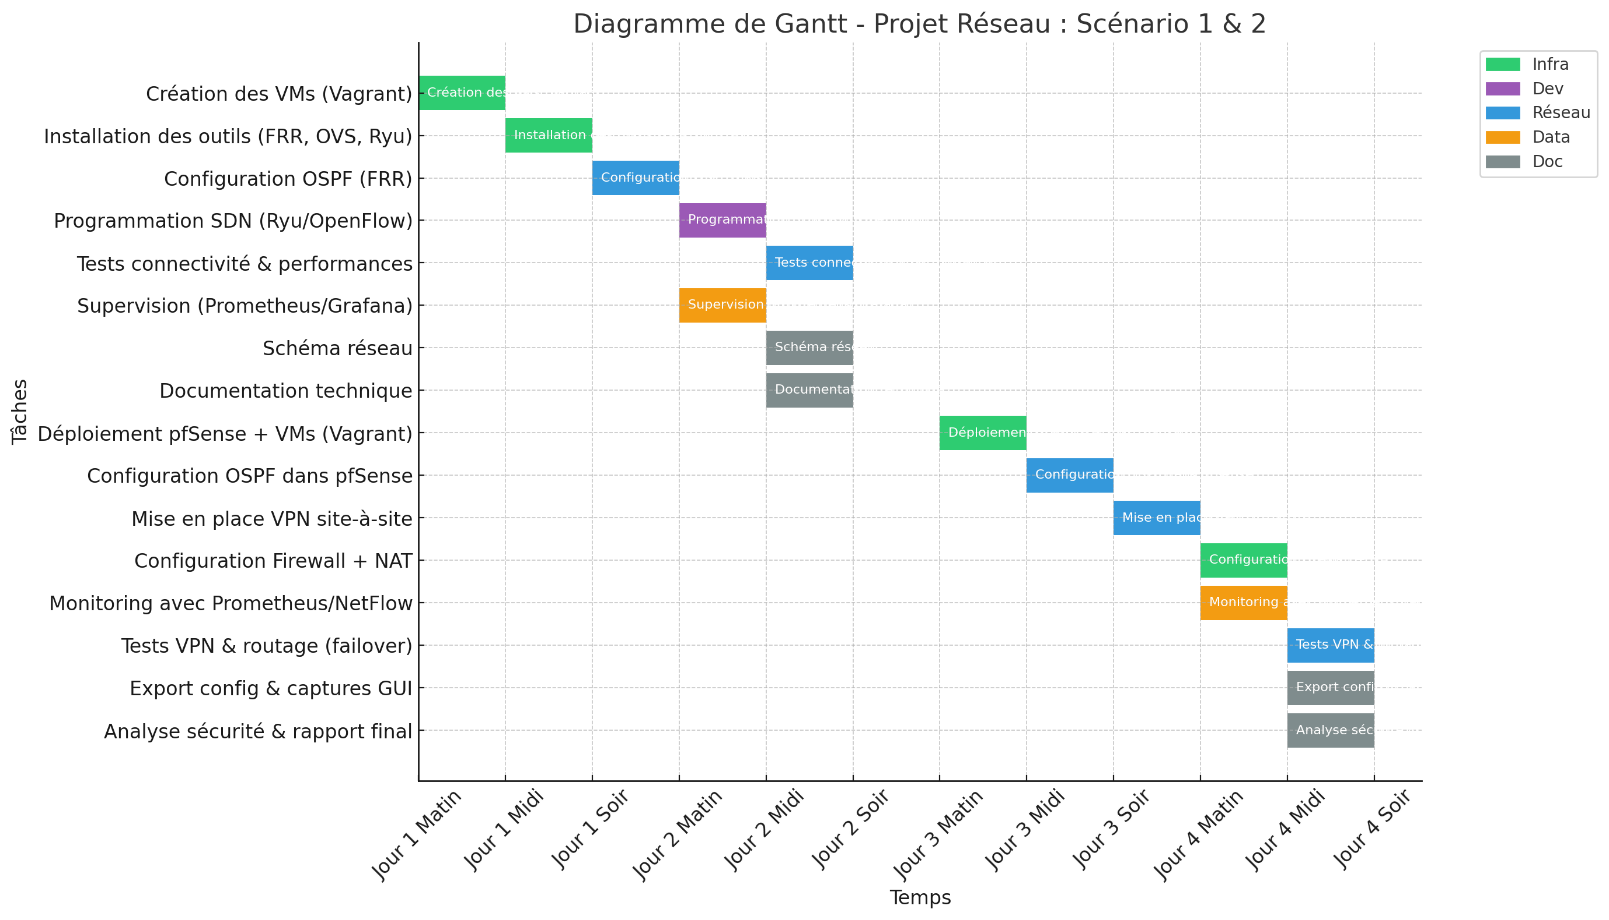 Diagramme de Gantt - Projet Réseau : Scénario 1 & 2
Infra
Dev
Réseau
Data
Doc
Tâches
Création des VMs (Vagrant)
Création des
Installation des outils (FRR, OVS, Ryu)
Installation
Configuration OSPF (FRR)
Configuratio
Programmation SDN (Ryu/OpenFlow)
Programmat
Tests connectivité & performances
Tests conne
Supervision (Prometheus/Grafana)
Supervision
Schéma réseau
Schéma rés
Documentation technique
Documentat
Déploiement pfSense + VMs (Vagrant)
Déploiemen
Configuration OSPF dans pfSense
Configuratio
Mise en place VPN site-à-site
Mise en plac
Configuration Firewall + NAT
Configuratio
Monitoring avec Prometheus/NetFlow
Monitoring a
Tests VPN & routage (failover)
Tests VPN &
Export config & captures GUI
Export confi
Analyse sécurité & rapport final
Analyse séc
Jour 1 Matin
Jour 1 Midi
Jour 1 Soir
Jour 2 Matin
Jour 2 Midi
Jour 2 Soir
Jour 3 Matin
Jour 3 Midi
Jour 3 Soir
Jour 4 Matin
Jour 4 Midi
Jour 4 Soir
Temps